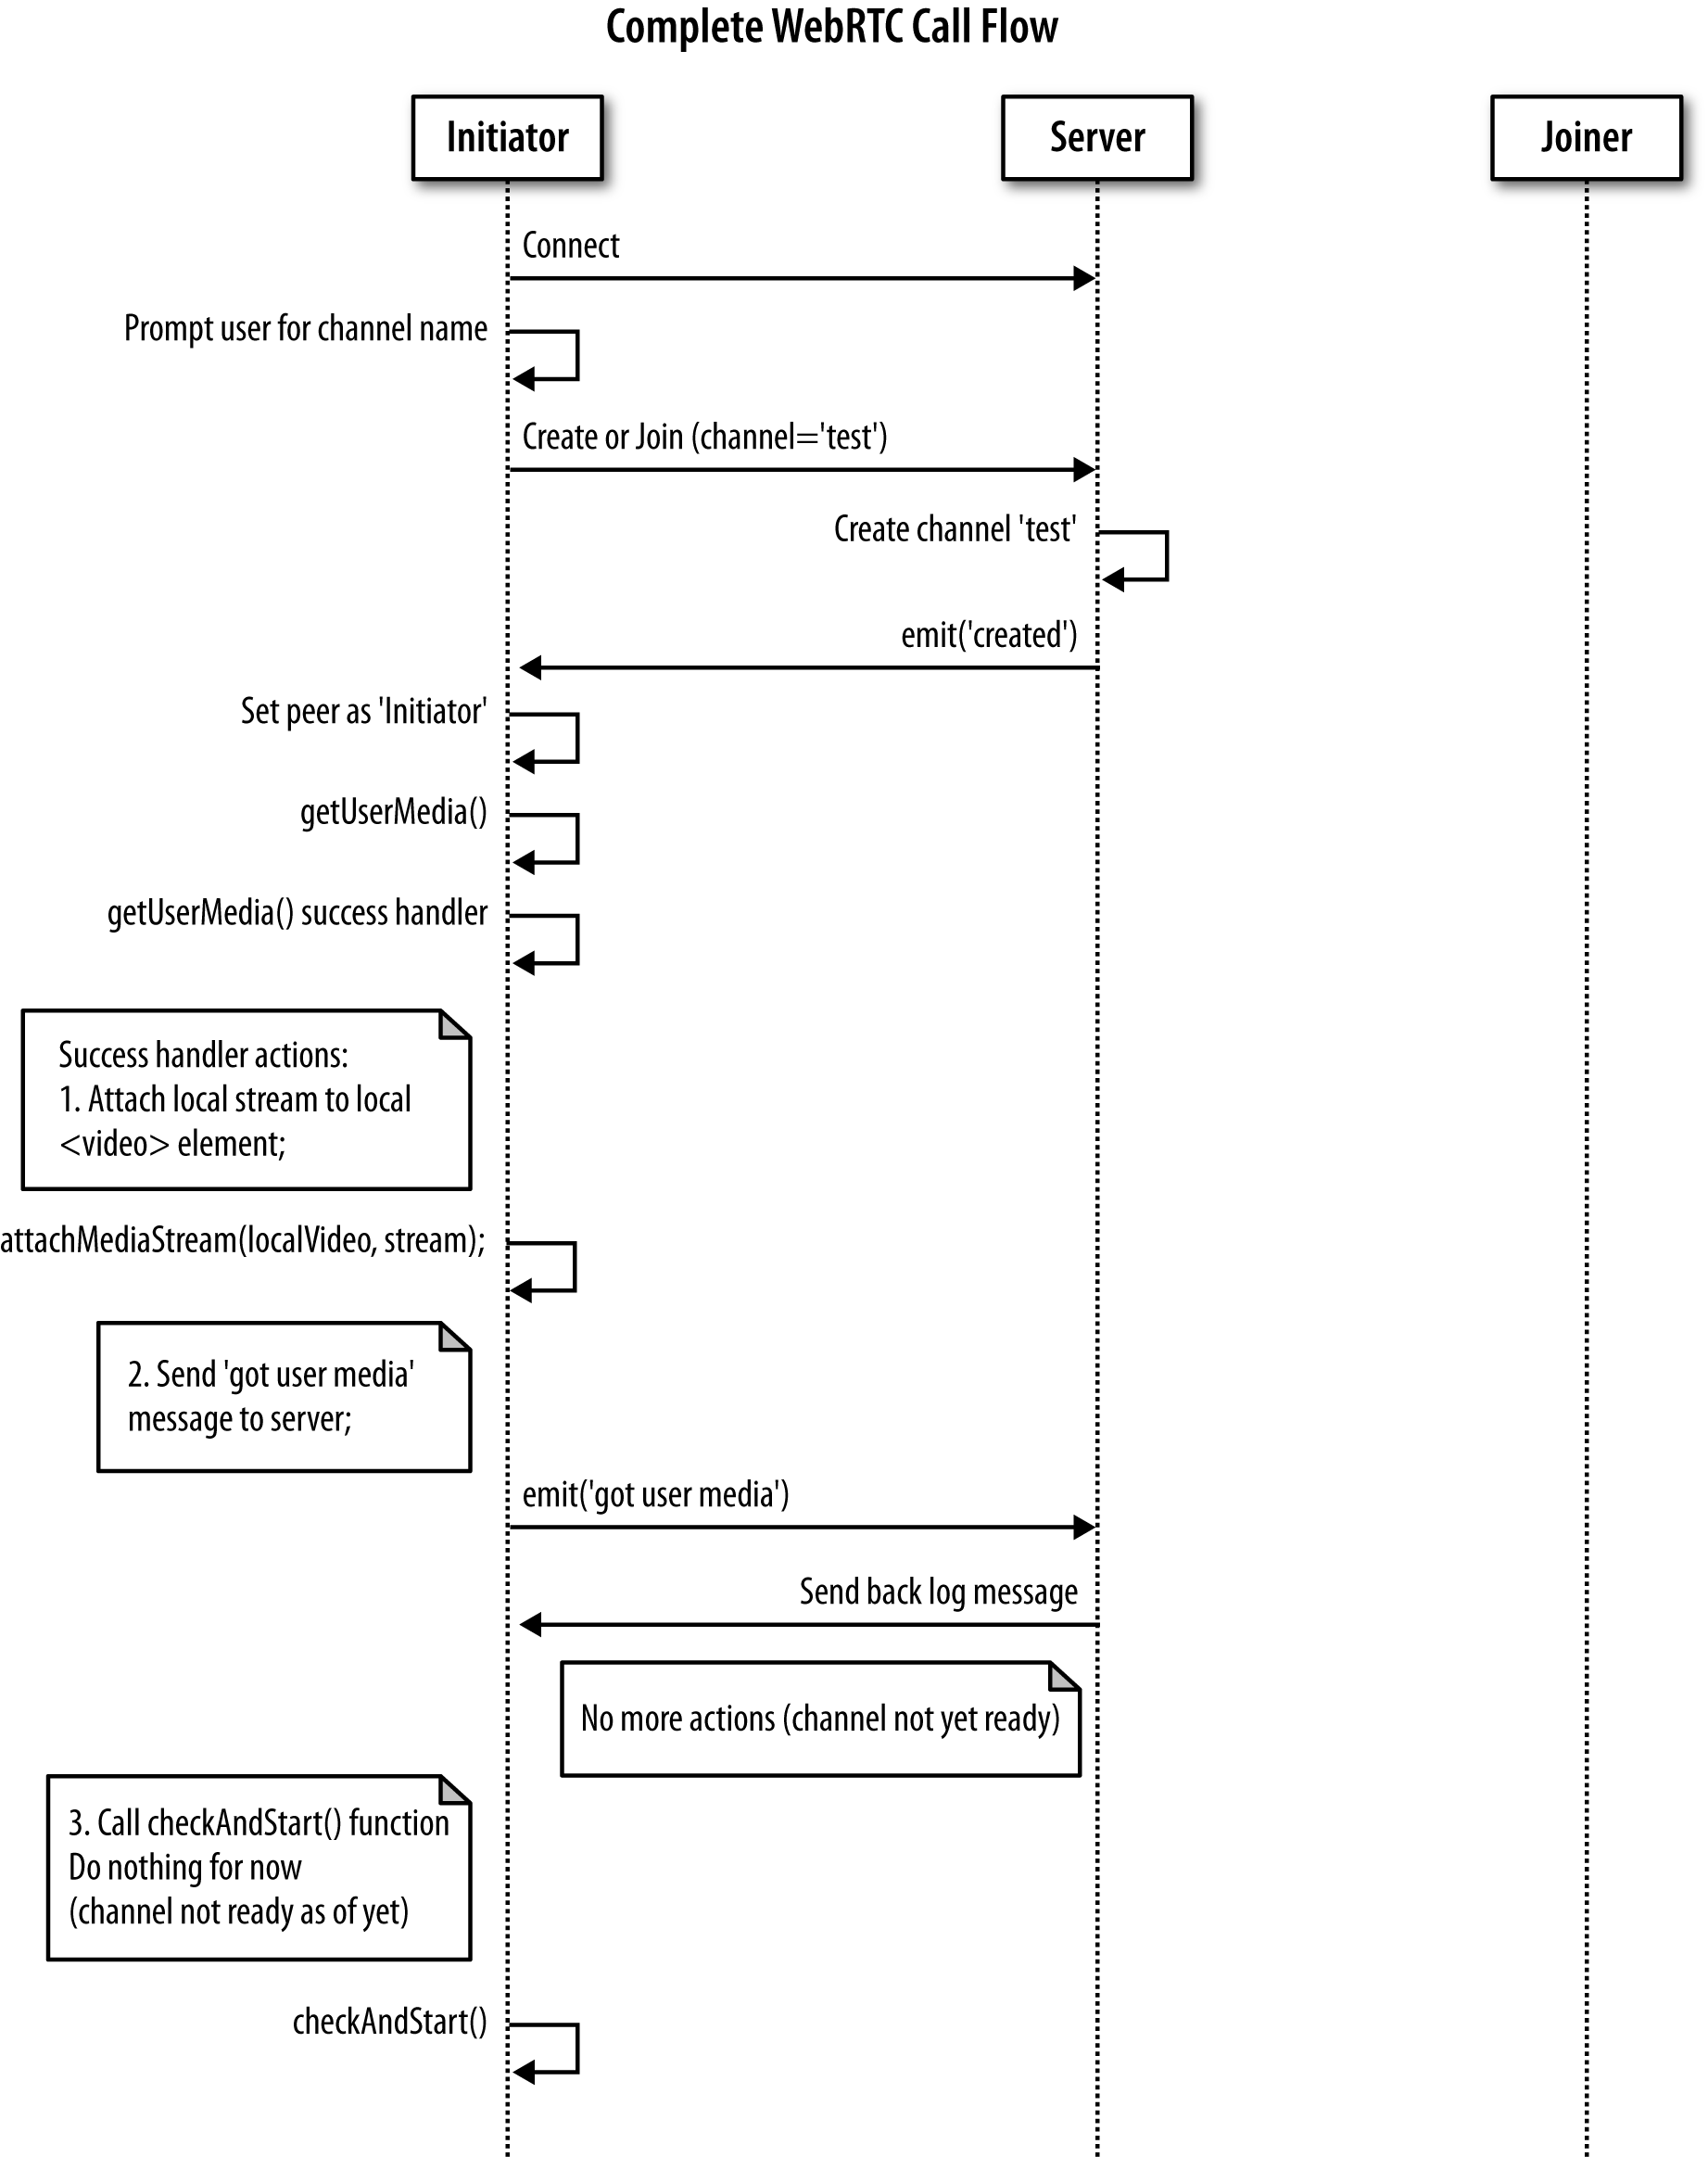 Complete WebRTC Call Flow
Initiator
Server
Joiner
Connect
Prompt user for channel name
Create or Join (channel='test')
Create channel 'test'
emit('created')
Set peer as 'Initiator'
getUserMedia()
getUserMedia() success handler
Success handler actions:
1. Attach local stream to local
<video> element;
attachMediaStream(localVideo, stream);
2. Send 'got user media'
message to server;
emit('got user media')
Send back log message
No more actions (channel not yet ready)
3. Call checkAndStart() function
Do nothing for now
(channel not ready as of yet)
checkAndStart()